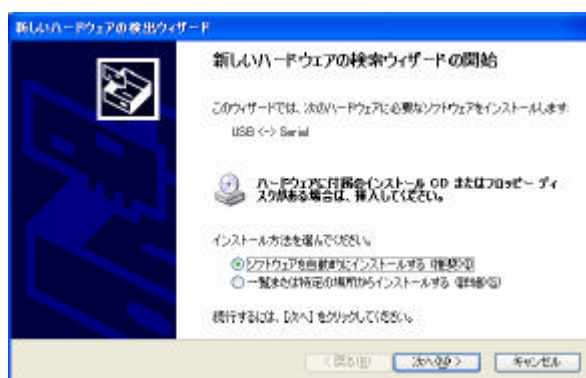 新しいハードウェアの検出ウィザード
新しいハードウェアの検索ウィザードの開始
このウィザードでは、次のハードウェアに必要なソフトウェアをインストールします:
USB <-> Serial
ハードウェアに付属のインストール CD またはフロッピー ディ
スクがある場合は、挿入してください。
インストール方法を選んでください。
ソフトウェアを自動的にインストールする (推奨)(I)
一覧または特定の場所からインストールする (詳細)(S)
続行するには、[次へ] をクリックしてください。
< 戻る(B)
次へ(N) >
キャンセル